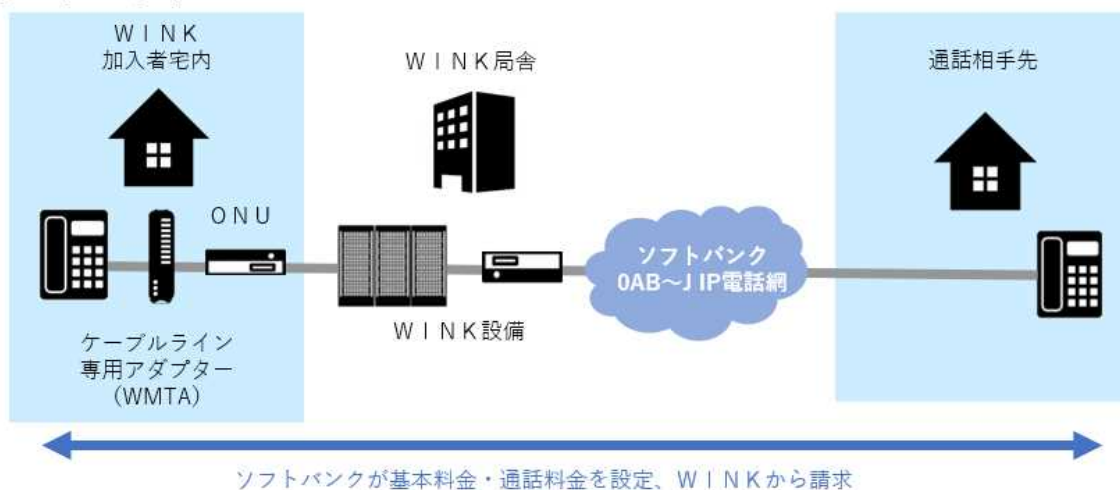 WINK
加入者宅内
WINK局舎
通話相手先
ONU
ソフトバンク
0AB～J IP電話網
WINK設備
ケーブルライン
専用アダプター
(WMTA)
ソフトバンクが基本料金・通話料金を設定、WINKから請求